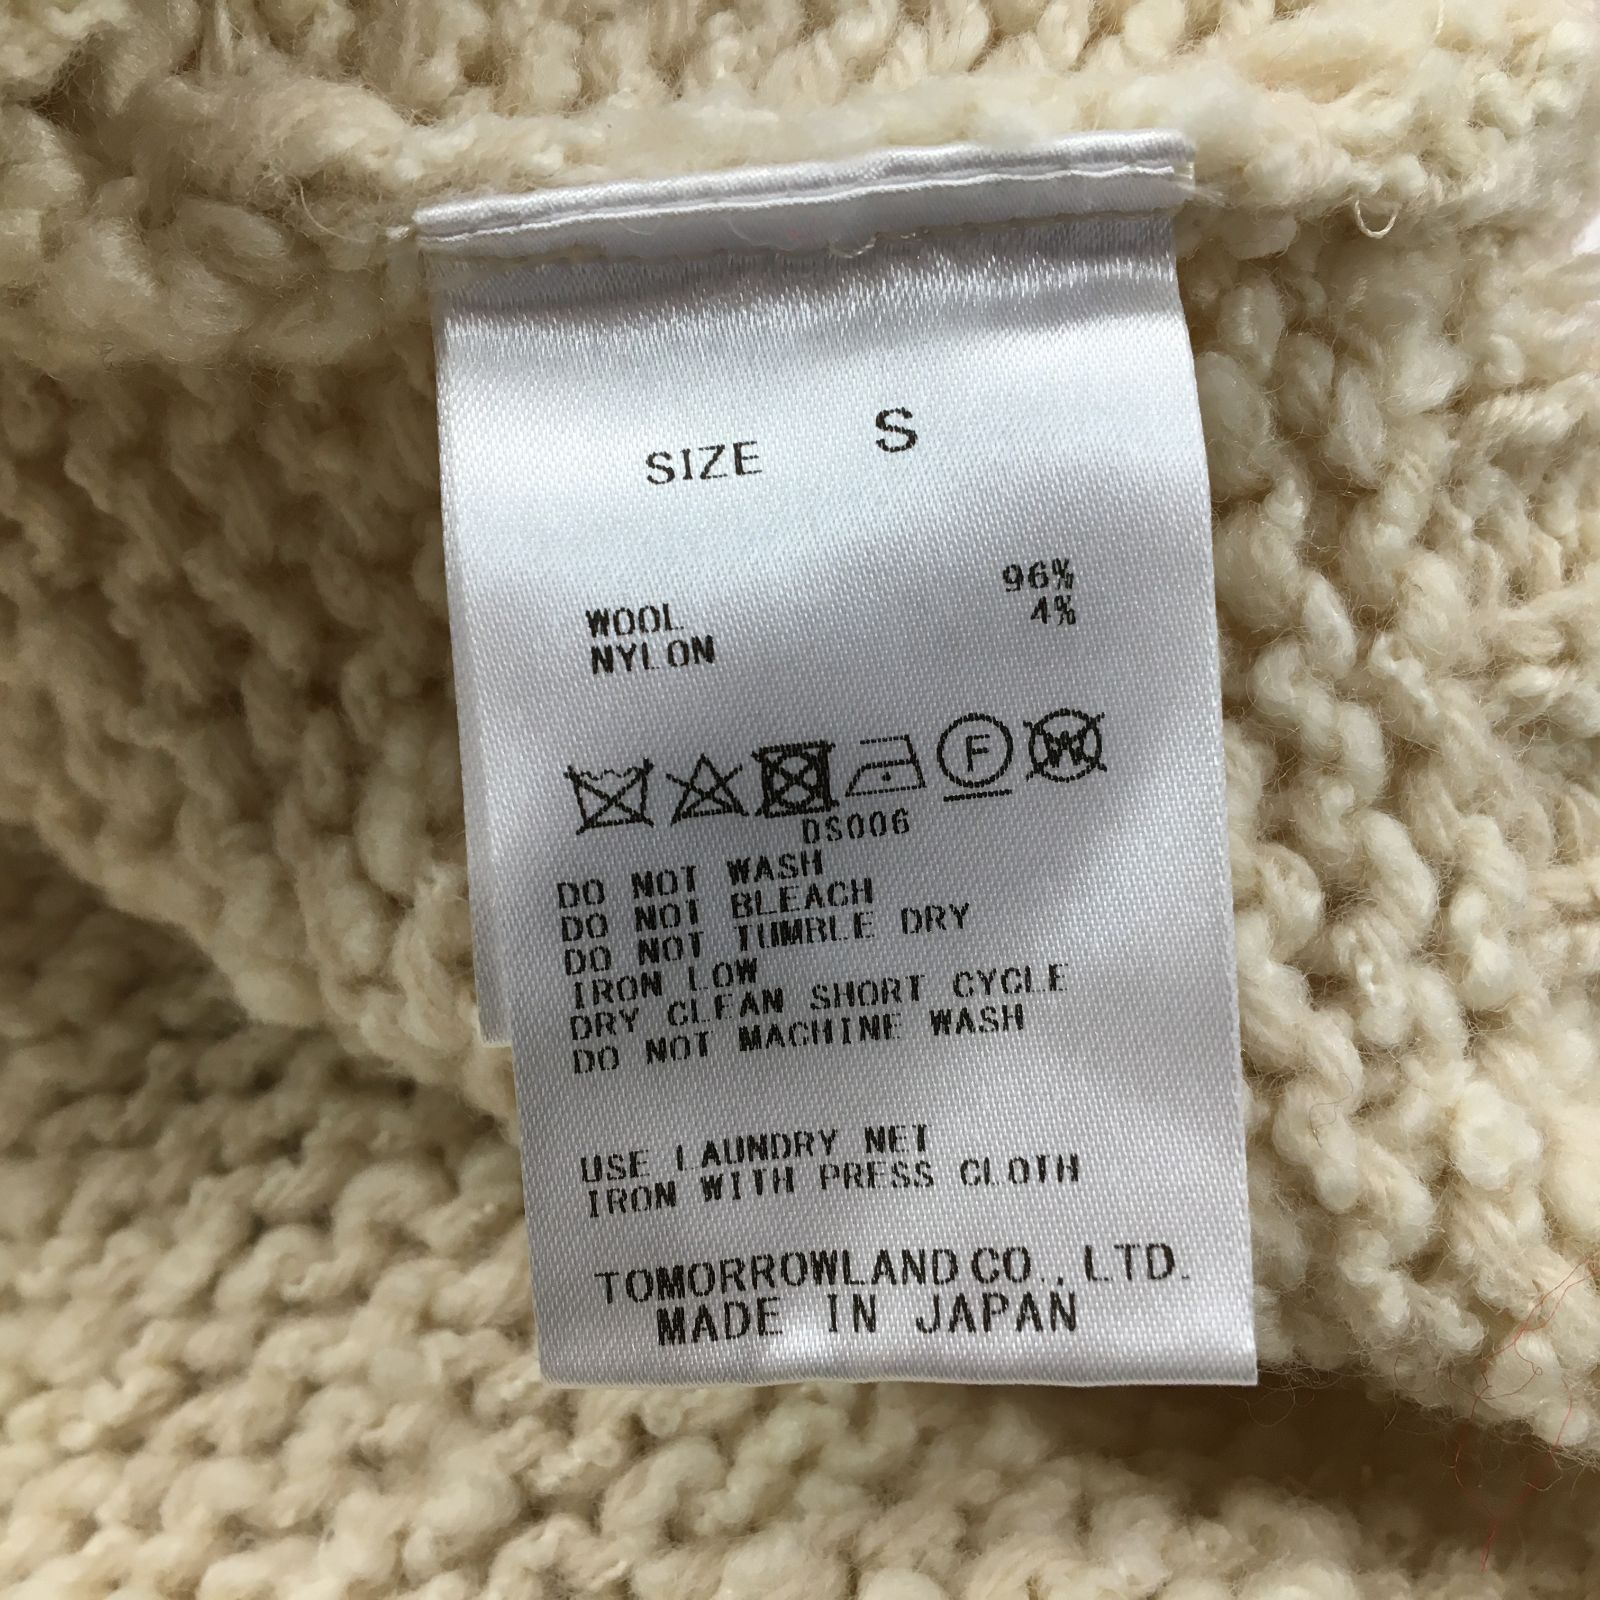 SIZE S
WOOL 96%
NYLON 4%
F W
DS006
DO NOT WASH
DO NOT BLEACH
DO NOT TUMBLE DRY
IRON LOW
DRY CLEAN SHORT CYCLE
DO NOT MACHINE WASH
USE LAUNDRY NET
IRON WITH PRESS CLOTH
TOMORROWLAND CO., LTD.
MADE IN JAPAN